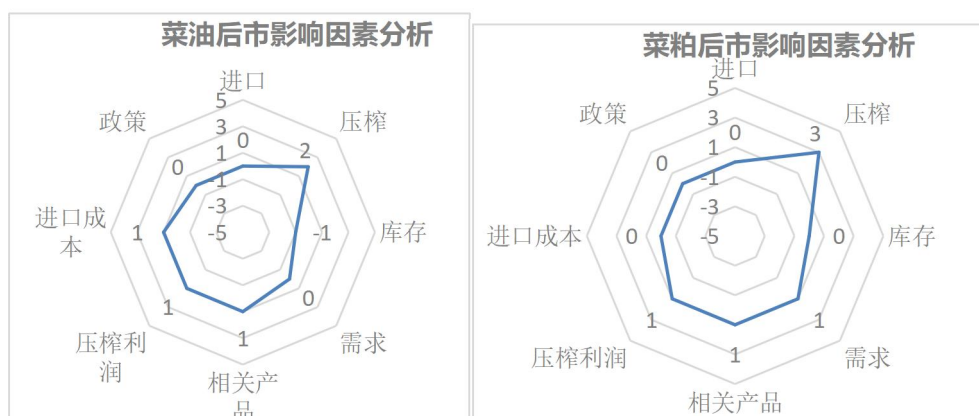 菜油后市影响因素分析
进口
5
3
1
-1
-3
-5
0
压榨
2
库存
-1
需求
0
相关产
品
1
压榨利
润
1
进口成
本
1
政策
0
菜粕后市影响因素分析
进口
5
3
1
-1
-3
-5
0
压榨
3
库存
0
需求
1
相关产品
1
压榨利润
1
进口成本
0
政策
0